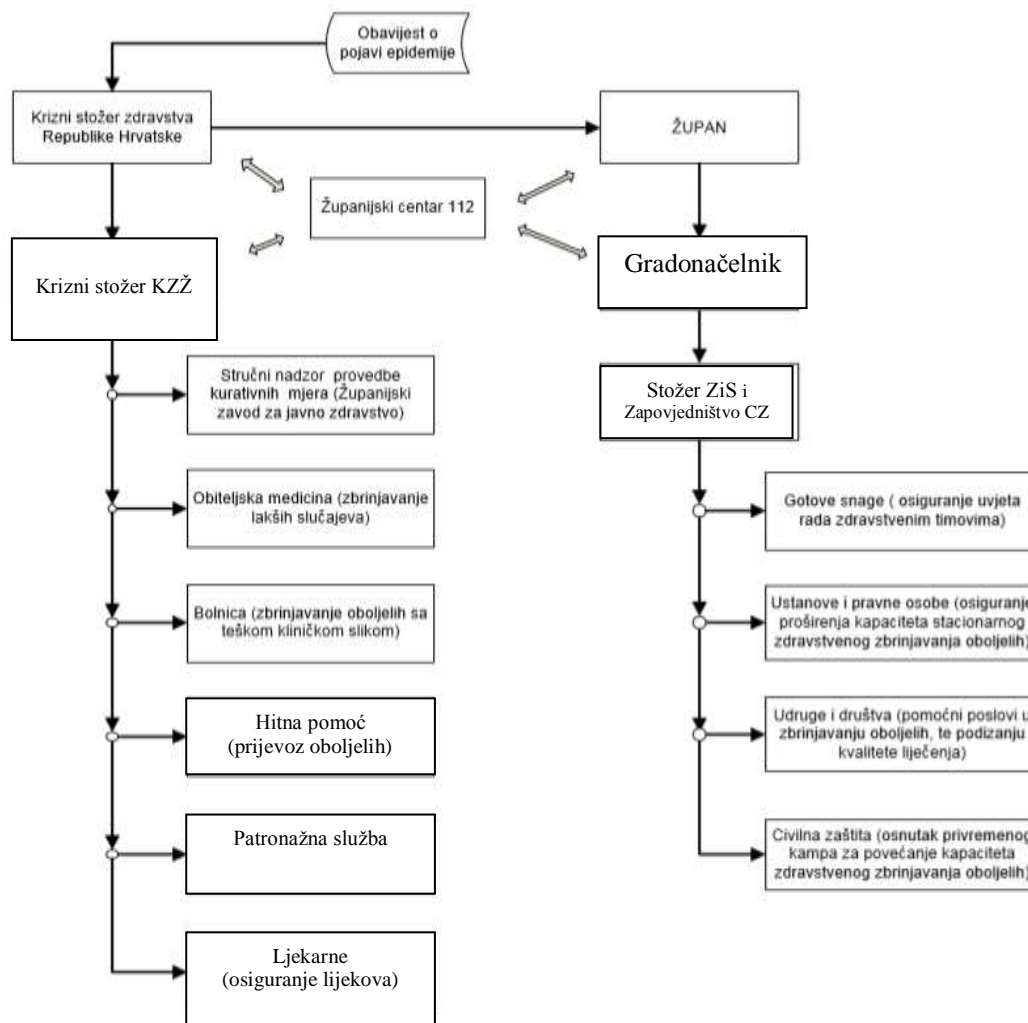 Obavijest o
pojavi epidemije
Krizni stožer zdravstva
Republike Hrvatske
ŽUPAN
Županijski centar 112
Krizni stožer KZŽ
Gradonačelnik
Stručni nadzor provedbe
kurativnih mjera (Županijski
zavod za javno zdravstvo)
Stožer ZiS i
Zapovjedništvo CZ
Obiteljska medicina (zbrinjavanje
lakših slučajeva)
Gotove snage ( osiguranje uvjeta
rada zdravstvenim timovima)
Bolnica (zbrinjavanje oboljelih sa
teškom kliničkom slikom)
Ustanove i pravne osobe (osiguranje
proširenja kapaciteta stacionarnog
zdravstvenog zbrinjavanja oboljelih)
Hitna pomoć
(prijevoz oboljelih)
Udruge i društva (pomoćni poslovi u
zbrinjavanju oboljelih, te podizanju
kvalitete liječenja)
Patronažna služba
Civilna zaštita (osnutak privremenog
kampa za povećanje kapaciteta
zdravstvenog zbrinjavanja oboljelih)
Ljekarne
(osiguranje lijekova)